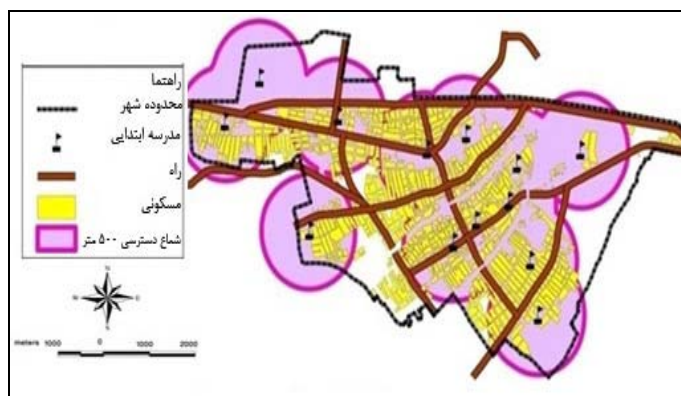 راهنما
محدوده شهر
مدرسه ابتدایی
راه
مسکونی
شعاع دسترسی ۵۰۰ متر
N
S
meters 1000 0 1000 2000